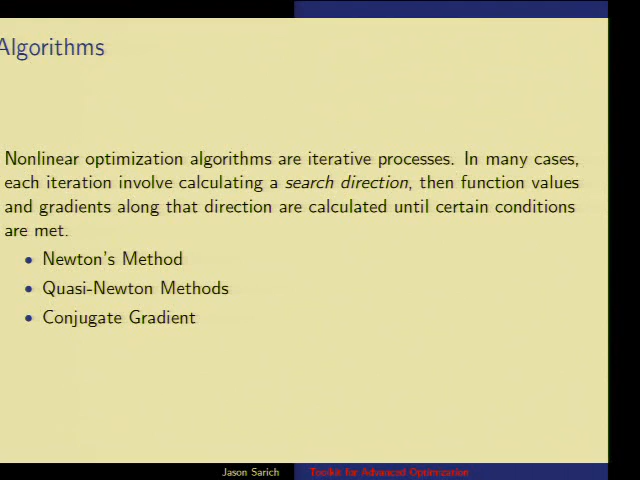 Algorithms
Nonlinear optimization algorithms are iterative processes. In many cases,
each iteration involve calculating a search direction, then function values
and gradients along that direction are calculated until certain conditions
are met.
• Newton's Method
• Quasi-Newton Methods
• Conjugate Gradient
Jason Sarich Toolkit for Advanced Optimization